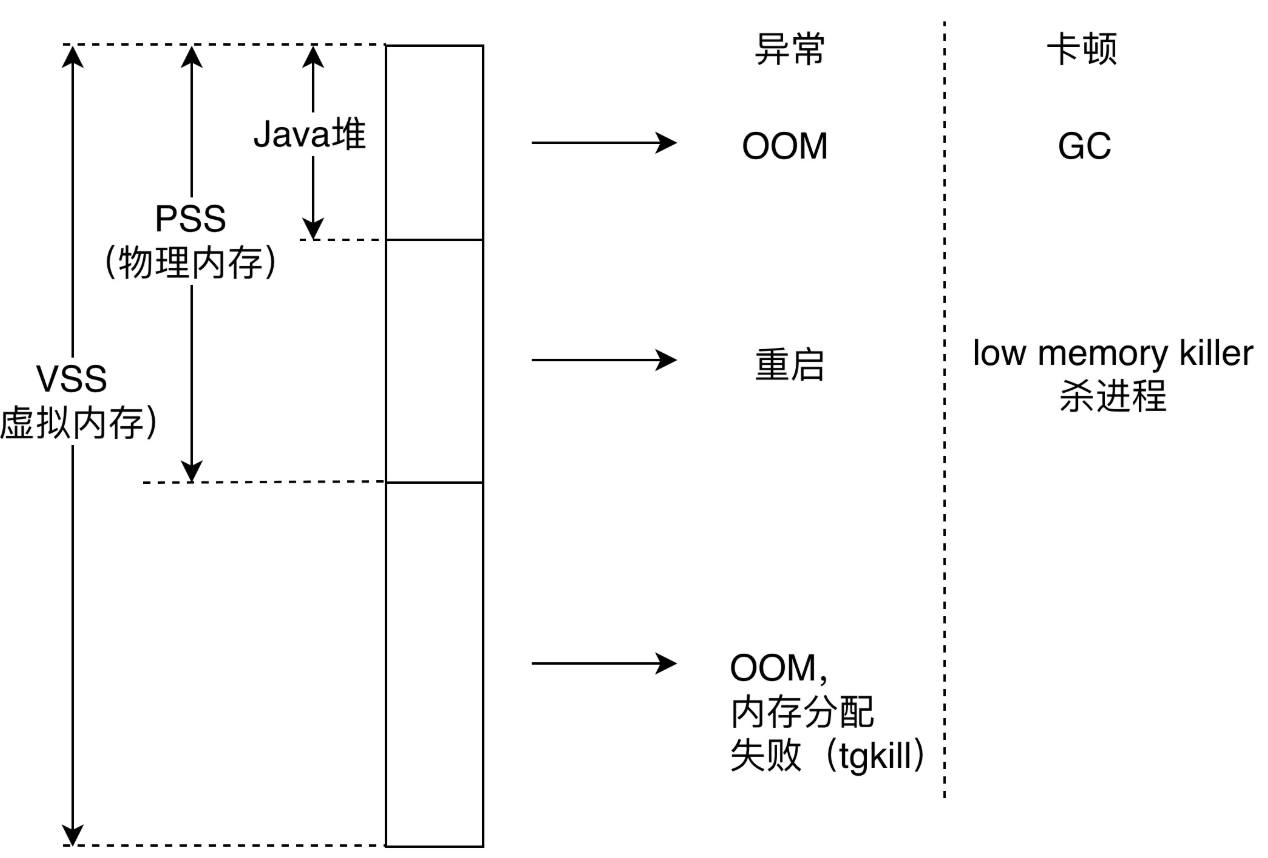 异常
卡顿
Java堆
OOM
GC
PSS
(物理内存)
重启
low memory killer
杀进程
VSS
虚拟内存)
OOM,
内存分配
失败（tgkill）